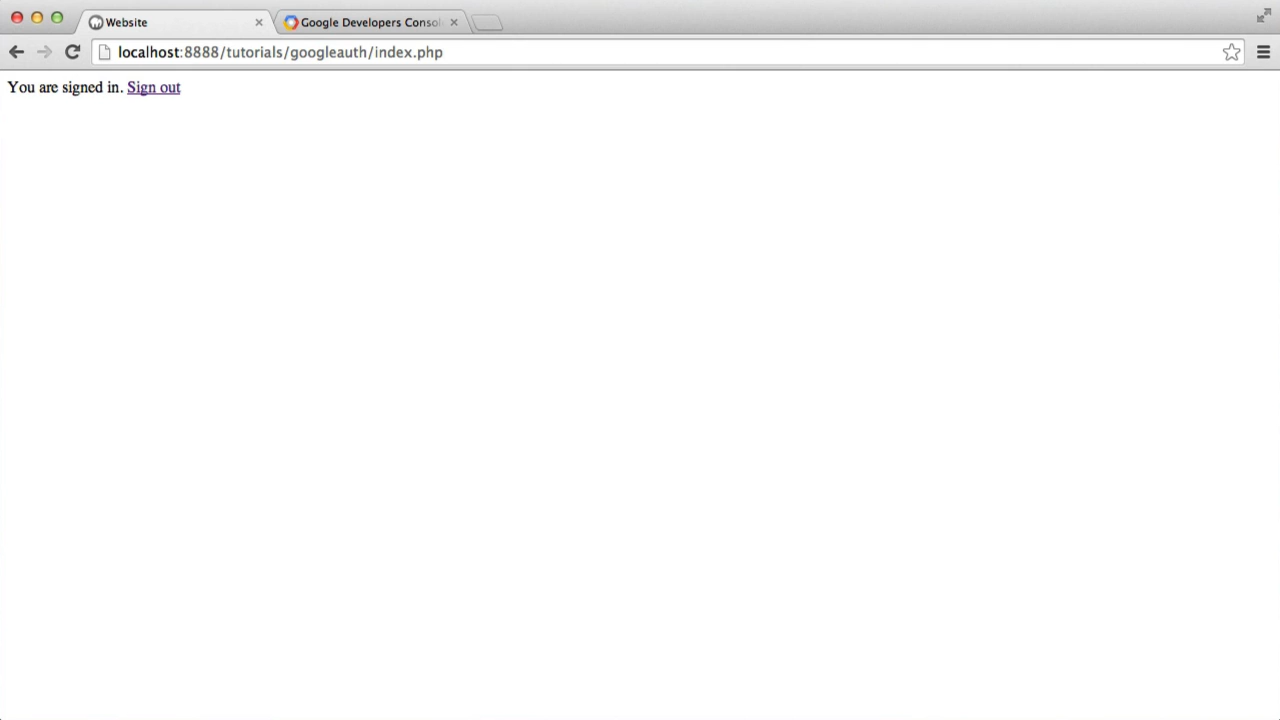 Website
Google Developers Consol
localhost:8888/tutorials/googleauth/index.php
You are signed in. Sign out